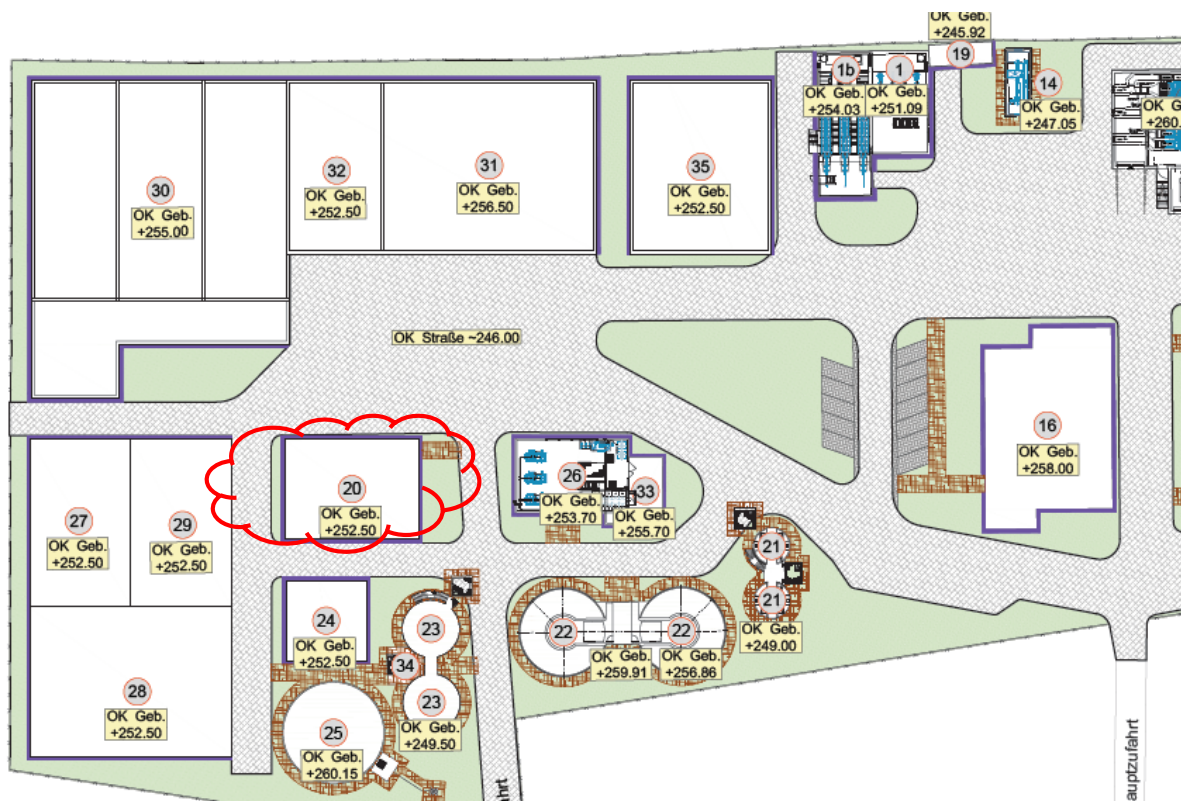 OK Geb.
+245.92
19
1b
1
14
OK Geb.
+254.03
OK Geb.
+251.09
OK Geb.
+247.05
OK G
+260.
30
OK Geb.
+255.00
32
OK Geb.
+252.50
31
OK Geb.
+256.50
35
OK Geb.
+252.50
OK Straße ~246.00
16
OK Geb.
+258.00
20
OK Geb.
+252.50
26
OK Geb.
+253.70
33
OK Geb.
+255.70
27
OK Geb.
+252.50
29
OK Geb.
+252.50
21
21
OK Geb.
+249.00
24
OK Geb.
+252.50
23
34
23
OK Geb.
+249.50
22
OK Geb.
+259.91
22
OK Geb.
+256.86
28
OK Geb.
+252.50
25
OK Geb.
+260.15
hrt
auptzufahrt